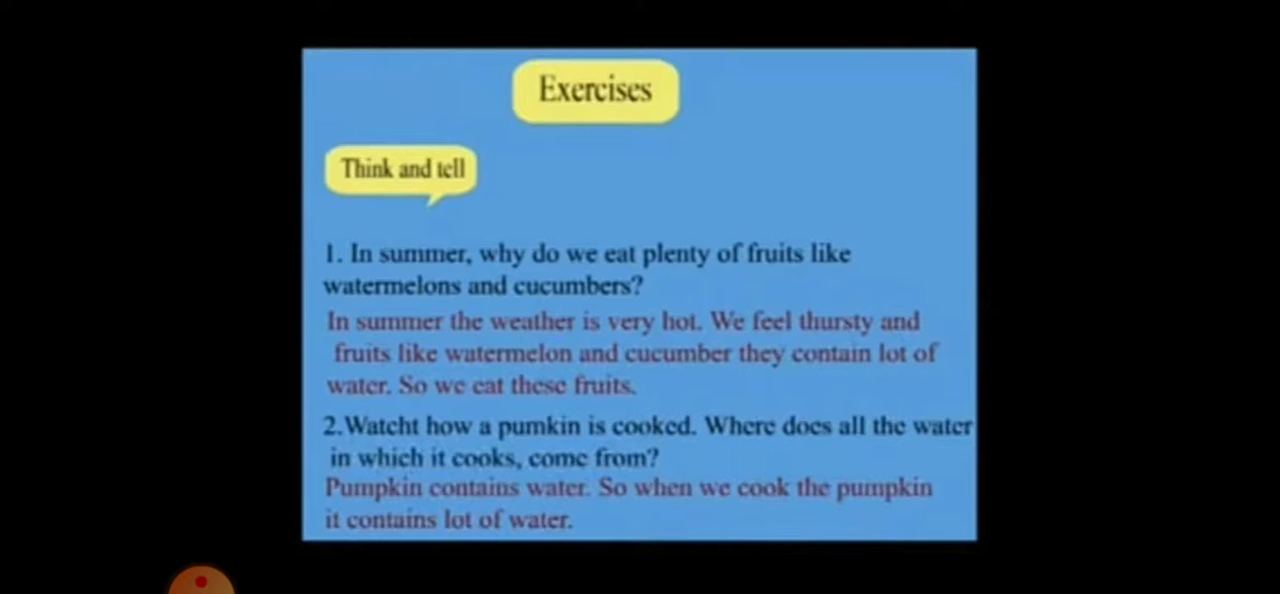 Exercises
Think and tell
1. In summer, why do we eat plenty of fruits like
watermelons and cucumbers?
In summer the weather is very hot. We feel thursty and
fruits like watermelon and cucumber they contain lot of
water. So we eat these fruits.
2.Watcht how a pumkin is cooked. Where does all the water
in which it cooks, come from?
Pumpkin contains water. So when we cook the pumpkin
it contains lot of water.